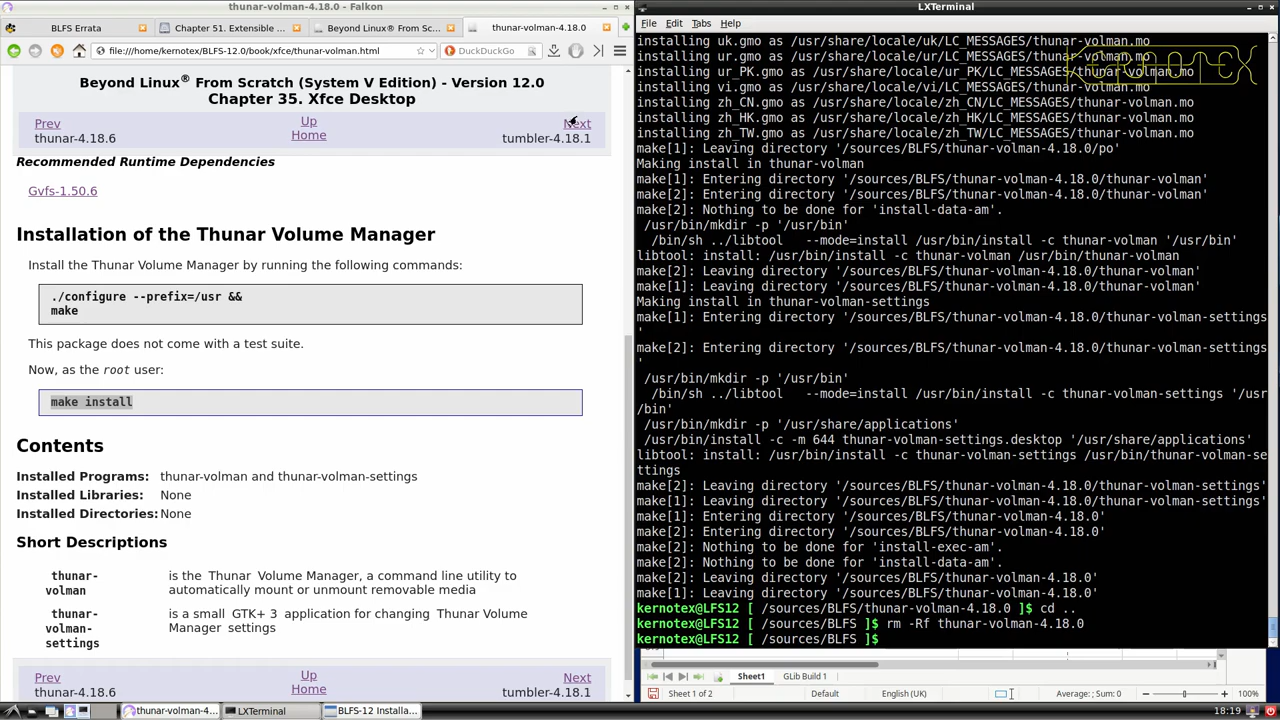 thunar-volman-4.18.0 - Falkon
BLFS Errata
Chapter 51. Extensible
Beyond Linux® From Sc
thunar-volman-4.18.0
file:///home/kernotex/BLFS-12.0/book/xfce/thunar-volman.html
DuckDuckGo
Beyond Linux® From Scratch (System V Edition) - Version 12.0
Chapter 35. Xfce Desktop
Prev
Up
Next
thunar-4.18.6
Home
tumbler-4.18.1
Recommended Runtime Dependencies
Gvfs-1.50.6
Installation of the Thunar Volume Manager
Install the Thunar Volume Manager by running the following commands:
./configure --prefix=/usr &&
make
This package does not come with a test suite.
Now, as the root user:
make install
Contents
Installed Programs: thunar-volman and thunar-volman-settings
Installed Libraries: None
Installed Directories: None
Short Descriptions
thunar-
volman
is the Thunar Volume Manager, a command line utility to
automatically mount or unmount removable media
thunar-
volman-
settings
is a small GTK+ 3 application for changing Thunar Volume
Manager settings
Prev
Up
Next
thunar-4.18.6
Home
tumbler-4.18.1
LXTerminal
File Edit Tabs Help
installing uk.gmo as /usr/share/locale/uk/LC_MESSAGES/thunar-volman.mo
installing ur.gmo as /usr/share/locale/ur/LC_MESSAGES/thunar-volman.mo
installing ur_PK.gmo as /usr/share/locale/ur_PK/LC_MESSAGES/thunar-volman.mo
installing vi.gmo as /usr/share/locale/vi/LC_MESSAGES/thunar-volman.mo
installing zh_CN.gmo as /usr/share/locale/zh_CN/LC_MESSAGES/thunar-volman.mo
installing zh_HK.gmo as /usr/share/locale/zh_HK/LC_MESSAGES/thunar-volman.mo
installing zh_TW.gmo as /usr/share/locale/zh_TW/LC_MESSAGES/thunar-volman.mo
make[1]: Leaving directory '/sources/BLFS/thunar-volman-4.18.0/po'
Making install in thunar-volman
make[1]: Entering directory '/sources/BLFS/thunar-volman-4.18.0/thunar-volman'
make[2]: Entering directory '/sources/BLFS/thunar-volman-4.18.0/thunar-volman'
make[2]: Nothing to be done for 'install-data-am'.
/usr/bin/mkdir -p '/usr/bin'
/bin/sh ../libtool --mode=install /usr/bin/install -c thunar-volman '/usr/bin'
libtool: install: /usr/bin/install -c thunar-volman /usr/bin/thunar-volman
make[2]: Leaving directory '/sources/BLFS/thunar-volman-4.18.0/thunar-volman'
make[1]: Leaving directory '/sources/BLFS/thunar-volman-4.18.0/thunar-volman'
Making install in thunar-volman-settings
make[1]: Entering directory '/sources/BLFS/thunar-volman-4.18.0/thunar-volman-settings
'
make[2]: Entering directory '/sources/BLFS/thunar-volman-4.18.0/thunar-volman-settings
'
/usr/bin/mkdir -p '/usr/bin'
/bin/sh ../libtool --mode=install /usr/bin/install -c thunar-volman-settings '/usr
/bin'
/usr/bin/mkdir -p '/usr/share/applications'
/usr/bin/install -c -m 644 thunar-volman-settings.desktop '/usr/share/applications'
libtool: install: /usr/bin/install -c thunar-volman-settings /usr/bin/thunar-volman-se
ttings
make[2]: Leaving directory '/sources/BLFS/thunar-volman-4.18.0/thunar-volman-settings'
make[1]: Leaving directory '/sources/BLFS/thunar-volman-4.18.0/thunar-volman-settings'
make[1]: Entering directory '/sources/BLFS/thunar-volman-4.18.0'
make[2]: Entering directory '/sources/BLFS/thunar-volman-4.18.0'
make[2]: Nothing to be done for 'install-exec-am'.
make[2]: Nothing to be done for 'install-data-am'.
make[2]: Leaving directory '/sources/BLFS/thunar-volman-4.18.0'
make[1]: Leaving directory '/sources/BLFS/thunar-volman-4.18.0'
kernotex@LFS12 [ /sources/BLFS/thunar-volman-4.18.0 ]$ cd ..
kernotex@LFS12 [ /sources/BLFS ]$ rm -Rf thunar-volman-4.18.0
kernotex@LFS12 [ /sources/BLFS ]$
KERNOTEX
Sheet1 GLib Build 1
Sheet 1 of 2 Default English (UK) Average: ; Sum: 0 100%
thunar-volman-4... LXTerminal BLFS-12 Installa... 18:19